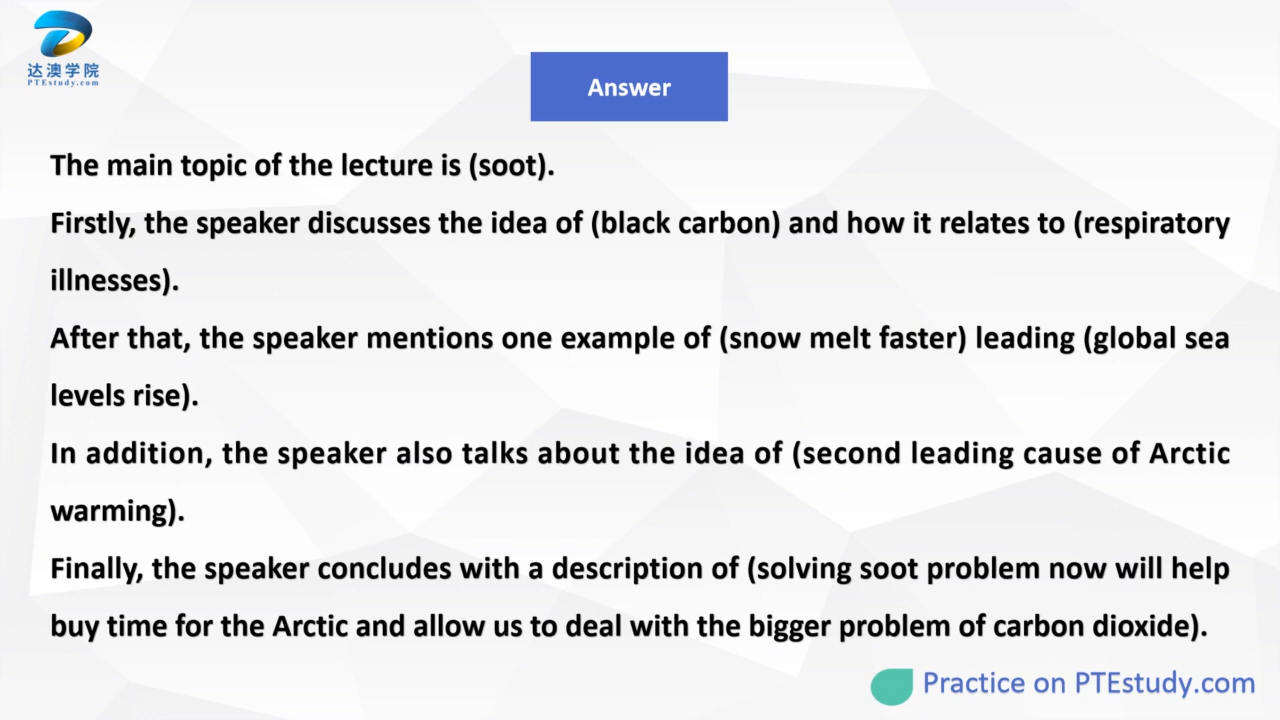 达澳学院
PTEstudy.com
Answer
The main topic of the lecture is (soot).
Firstly, the speaker discusses the idea of (black carbon) and how it relates to (respiratory
illnesses).
After that, the speaker mentions one example of (snow melt faster) leading (global sea
levels rise).
In addition, the speaker also talks about the idea of (second leading cause of Arctic
warming).
Finally, the speaker concludes with a description of (solving soot problem now will help
buy time for the Arctic and allow us to deal with the bigger problem of carbon dioxide).
Practice on PTEstudy.com